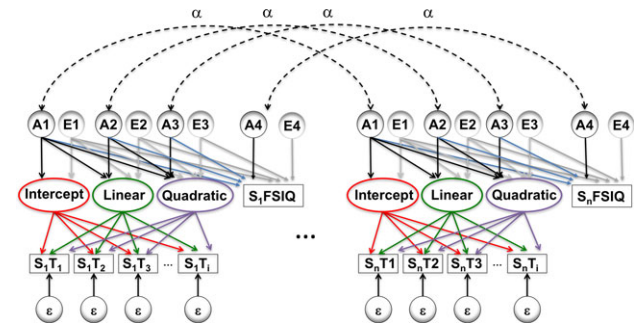 α α α α
A1 E1 A2 E2 A3 E3 A4 E4 A1 E1 A2 E2 A3 E3 A4 E4
Intercept Linear Quadratic S₁FSIQ Intercept Linear Quadratic SₙFSIQ
...
S₁T₁ S₁T₂ S₁T₃ ... S₁Tᵢ SₙT1 SₙT2 SₙT3 ... SₙTᵢ
ε ε ε ε ε ε ε ε